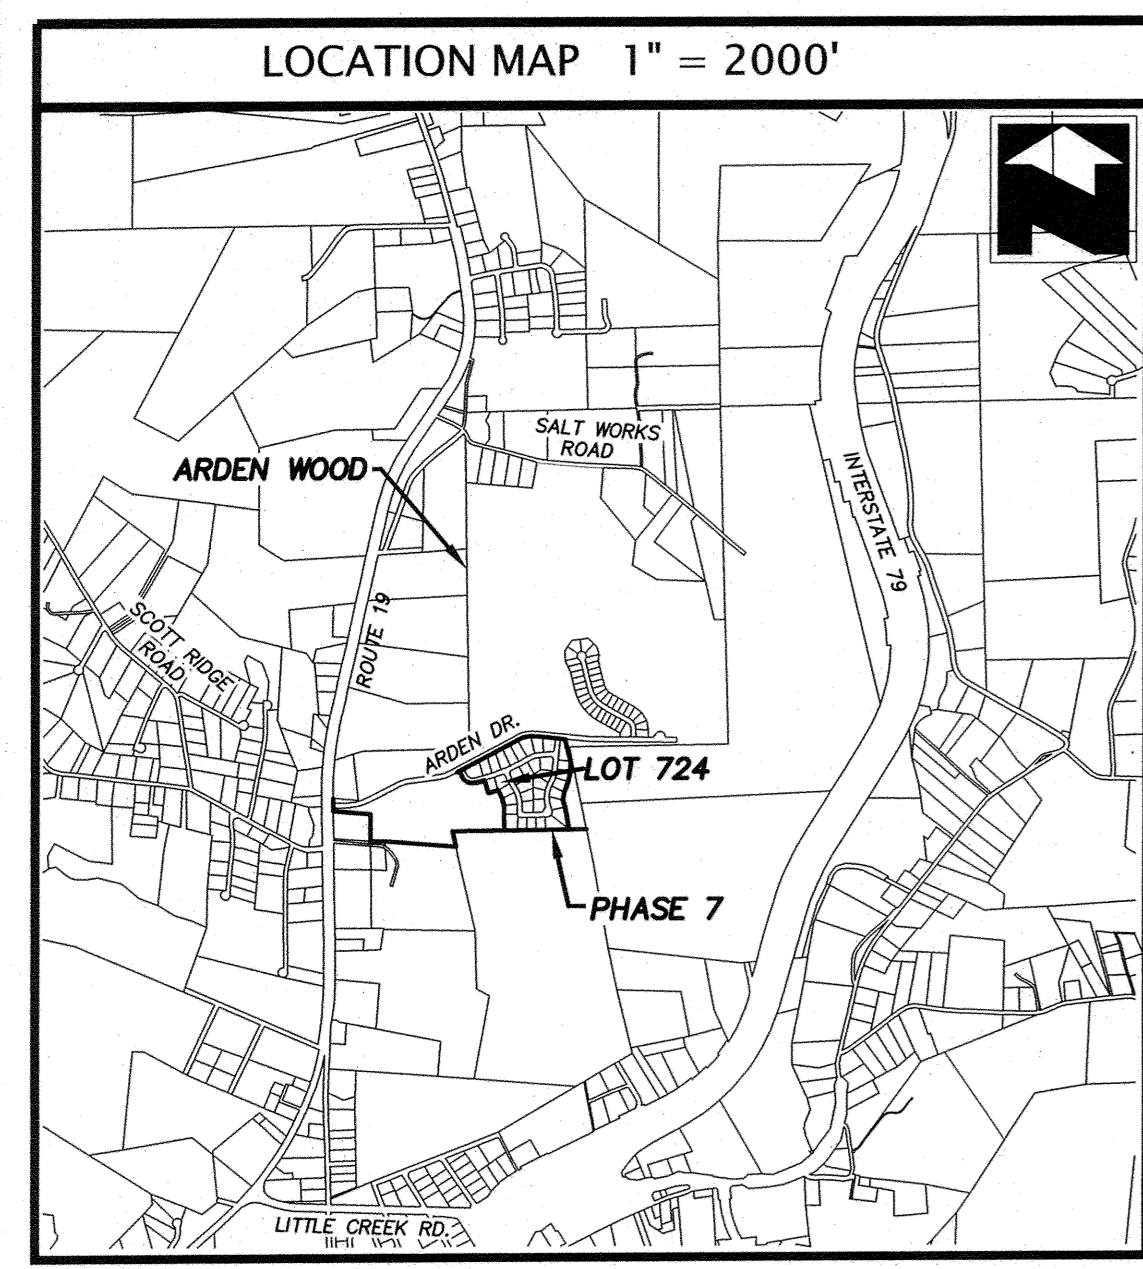 LOCATION MAP 1" = 2000'
N
SALT WORKS
ROAD
ARDEN WOOD
INTERSTATE 79
ROUTE 19
SCOTT RIDGE
ROAD
ARDEN DR.
LOT 724
PHASE 7
LITTLE CREEK RD.